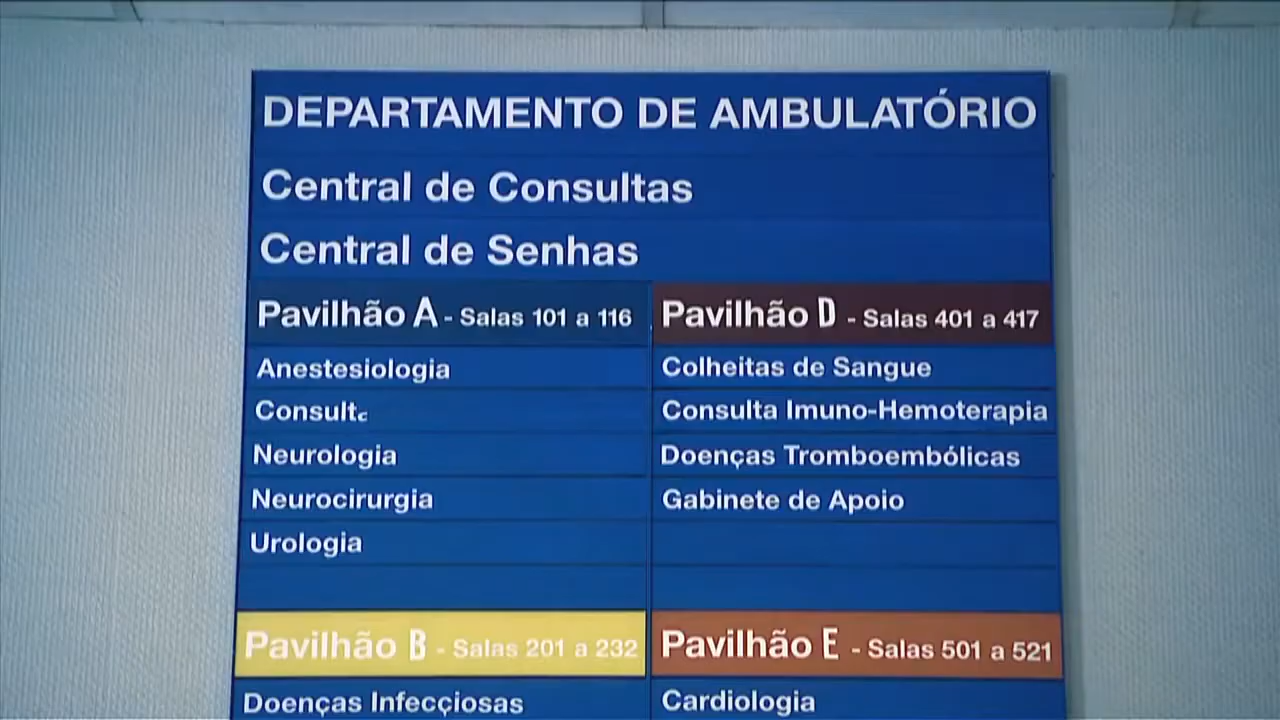 DEPARTAMENTO DE AMBULATÓRIO
Central de Consultas
Central de Senhas
Pavilhão A - Salas 101 a 116
Anestesiologia
Neurologia
Neurocirurgia
Urologia
Pavilhão D - Salas 401 a 417
Colheitas de Sangue
Consulta Imuno-Hemoterapia
Doenças Tromboembólicas
Gabinete de Apoio
Pavilhão B - Salas 201 a 232
Doenças Infecçiosas
Pavilhão E - Salas 501 a 521
Cardiologia